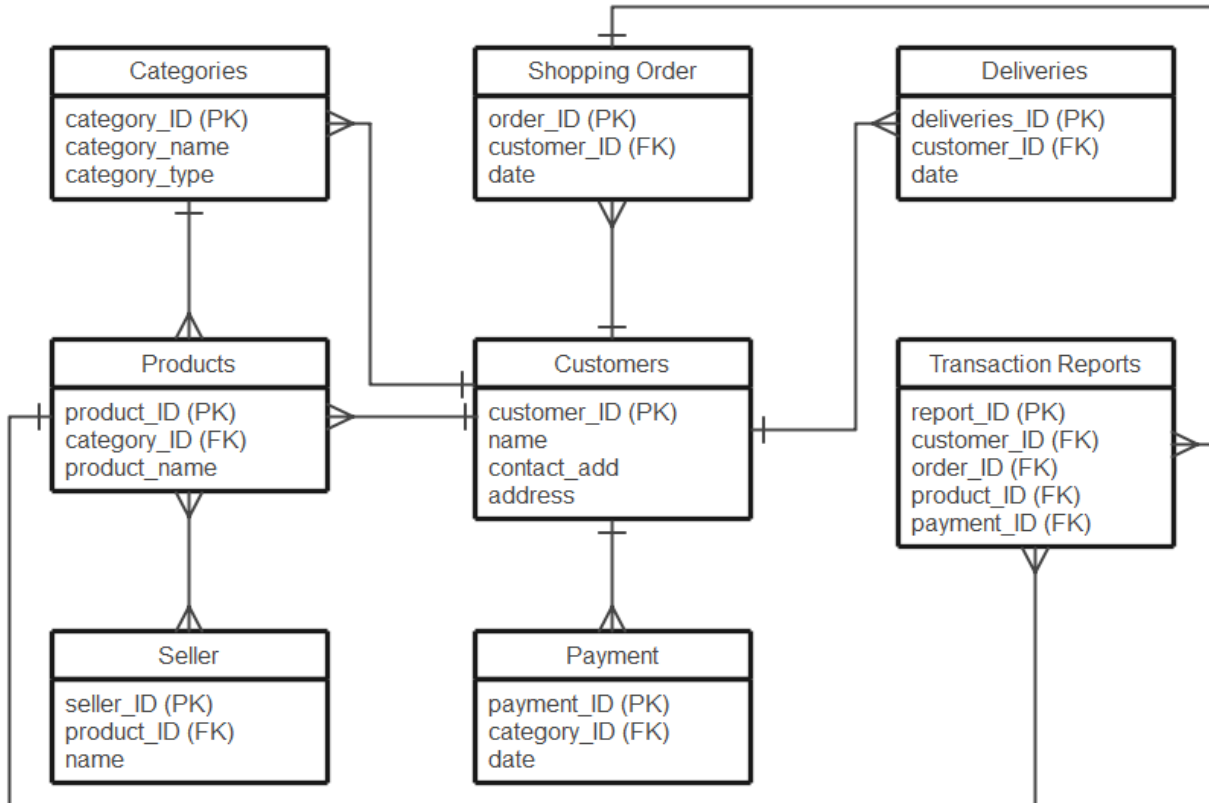 Categories
category_ID (PK)
category_name
category_type
Shopping Order
order_ID (PK)
customer_ID (FK)
date
Deliveries
deliveries_ID (PK)
customer_ID (FK)
date
Products
product_ID (PK)
category_ID (FK)
product_name
Customers
customer_ID (PK)
name
contact_add
address
Transaction Reports
report_ID (PK)
customer_ID (FK)
order_ID (FK)
product_ID (FK)
payment_ID (FK)
Seller
seller_ID (PK)
product_ID (FK)
name
Payment
payment_ID (PK)
category_ID (FK)
date